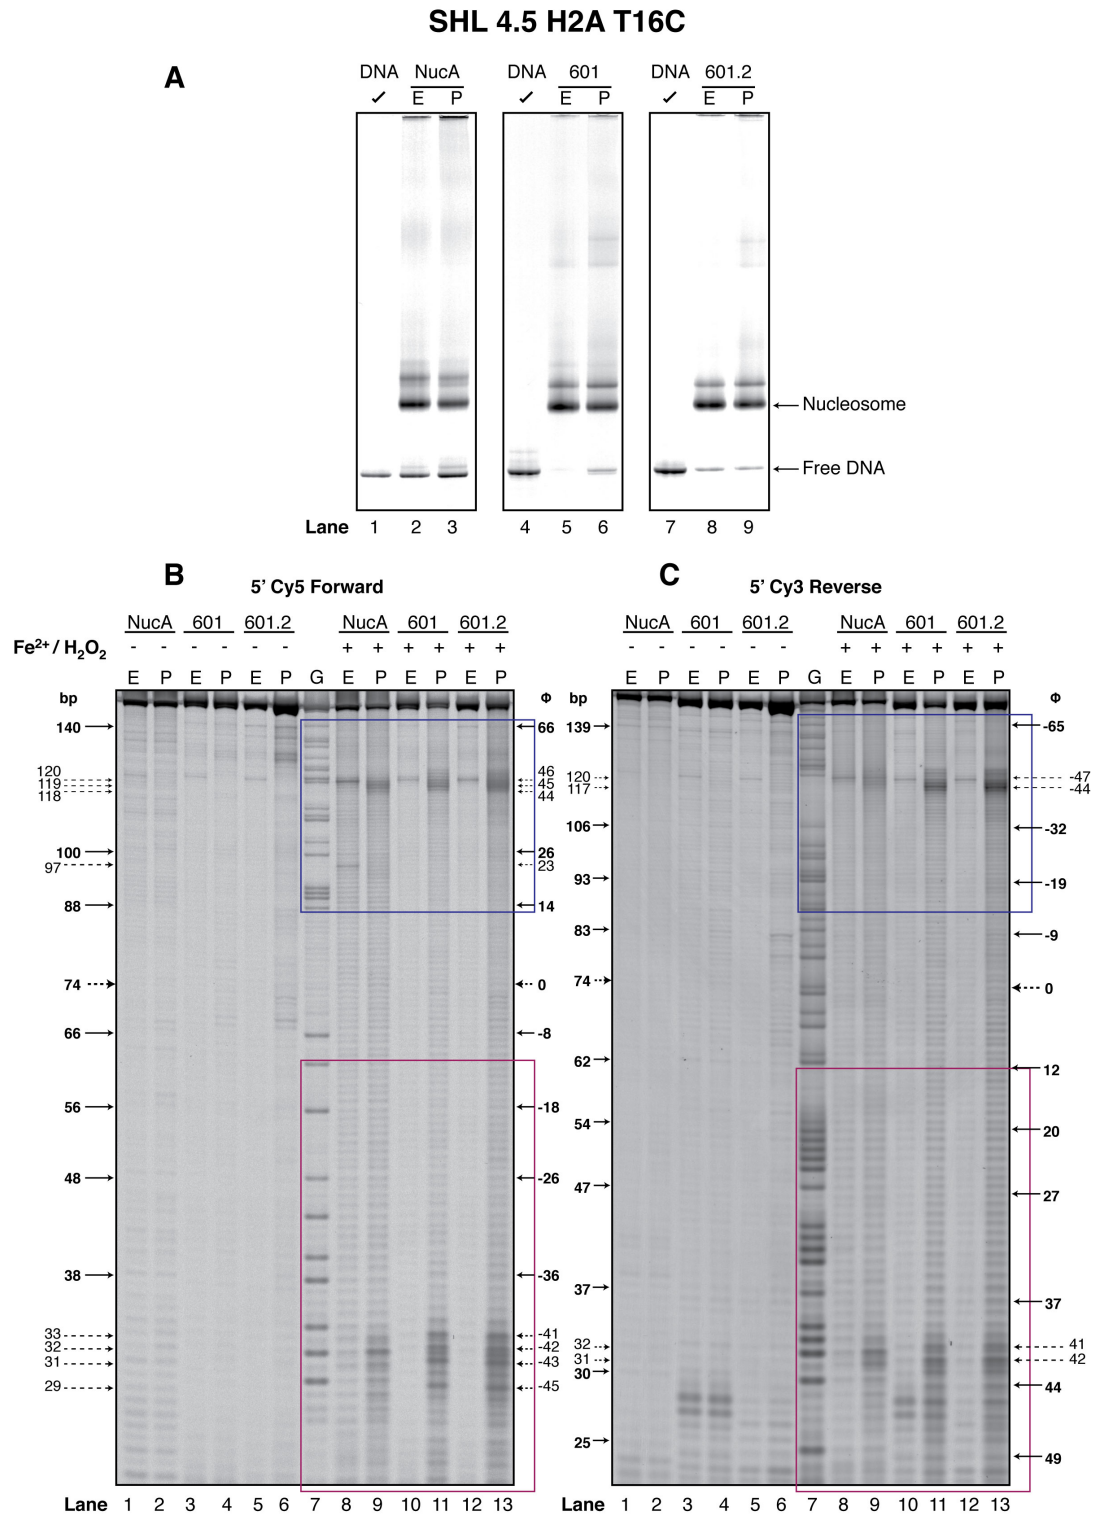 SHL 4.5 H2A T16C
A
DNA NucA DNA 601 DNA 601.2
✓ E P ✓ E P ✓ E P
Nucleosome
Free DNA
Lane 1 2 3 4 5 6 7 8 9
B
5’ Cy5 Forward
NucA 601 601.2 NucA 601 601.2
Fe2+ / H2O2 - - - - - - + + + + + +
E P E P E P G E P E P E P
bp Φ
140 66
120 46
119 45
118 44
100 26
97 23
88 14
74 0
66 -8
56 -18
48 -26
38 -36
33 -41
32 -42
31 -43
29 -45
Lane 1 2 3 4 5 6 7 8 9 10 11 12 13
C
5’ Cy3 Reverse
NucA 601 601.2 NucA 601 601.2
- - - - - - + + + + + +
E P E P E P G E P E P E P
bp Φ
139 -65
120 -47
117 -44
106 -32
93 -19
83 -9
74 0
62 12
54 20
47 27
37 37
32 41
31 42
30 44
25 49
Lane 1 2 3 4 5 6 7 8 9 10 11 12 13